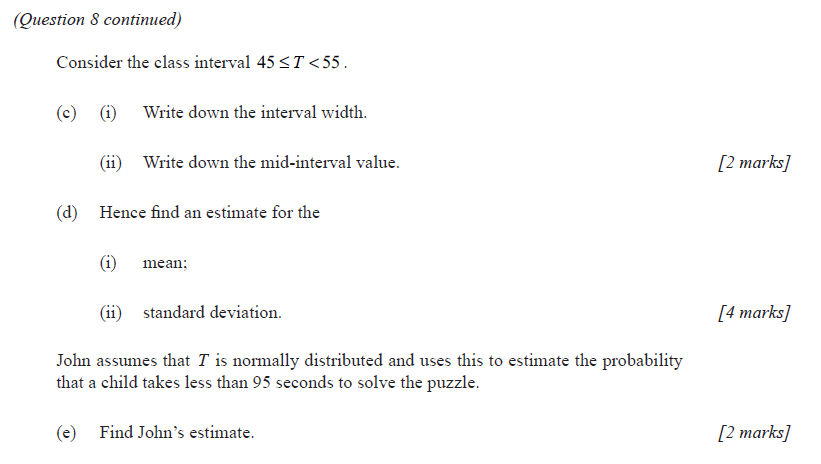 (Question 8 continued)
Consider the class interval 45 ≤ T < 55 .
(c) (i) Write down the interval width.
(ii) Write down the mid-interval value. [2 marks]
(d) Hence find an estimate for the
(i) mean;
(ii) standard deviation. [4 marks]
John assumes that T is normally distributed and uses this to estimate the probability
that a child takes less than 95 seconds to solve the puzzle.
(e) Find John’s estimate. [2 marks]